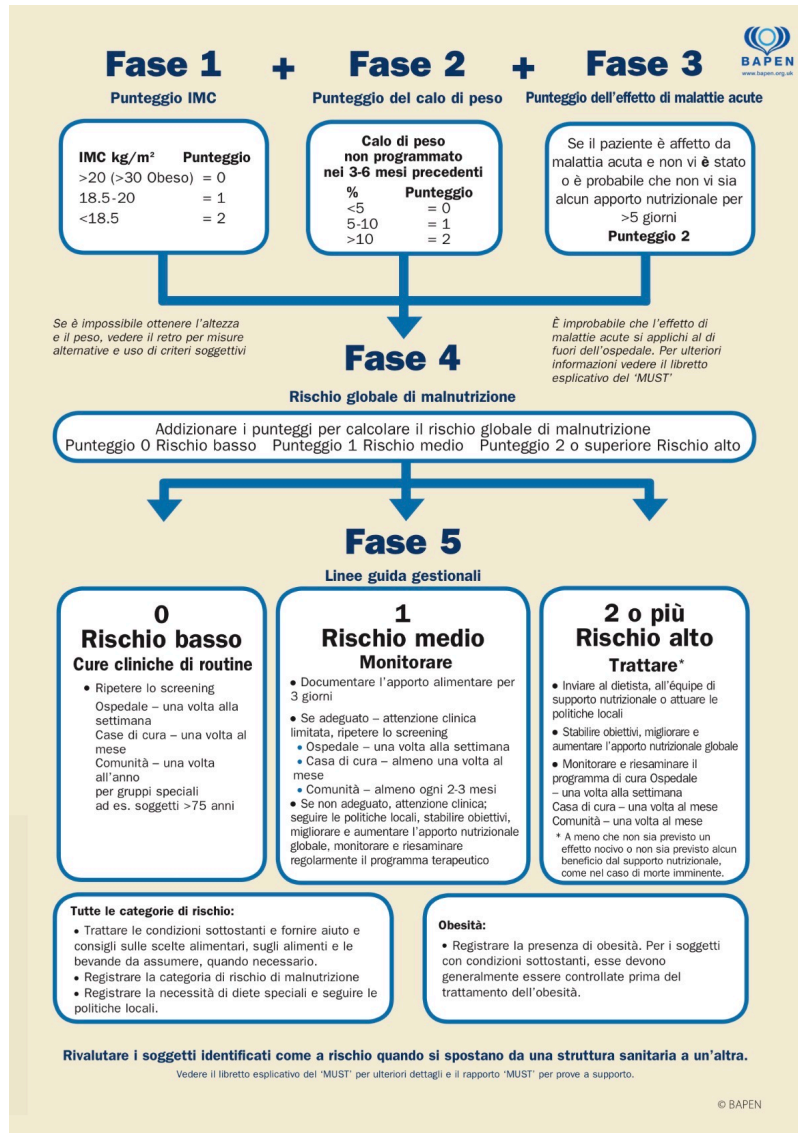 BAPEN
www.bapen.org.uk
Fase 1 + Fase 2 + Fase 3
Punteggio IMC
Punteggio del calo di peso
Punteggio dell'effetto di malattie acute
IMC kg/m² Punteggio
>20 (>30 Obeso) = 0
18.5-20 = 1
<18.5 = 2
Calo di peso
non programmato
nei 3-6 mesi precedenti
% Punteggio
<5 = 0
5-10 = 1
>10 = 2
Se il paziente è affetto da
malattia acuta e non vi è stato
o è probabile che non vi sia
alcun apporto nutrizionale per
>5 giorni
Punteggio 2
Se è impossibile ottenere l'altezza
e il peso, vedere il retro per misure
alternative e uso di criteri soggettivi
È improbabile che l'effetto di
malattie acute si applichi al di
fuori dell'ospedale. Per ulteriori
informazioni vedere il libretto
esplicativo del 'MUST'
Fase 4
Rischio globale di malnutrizione
Addizionare i punteggi per calcolare il rischio globale di malnutrizione
Punteggio 0 Rischio basso Punteggio 1 Rischio medio Punteggio 2 o superiore Rischio alto
Fase 5
Linee guida gestionali
0
Rischio basso
Cure cliniche di routine
• Ripetere lo screening
Ospedale – una volta alla
settimana
Case di cura – una volta al
mese
Comunità – una volta
all'anno
per gruppi speciali
ad es. soggetti >75 anni
1
Rischio medio
Monitorare
• Documentare l'apporto alimentare per
3 giorni
• Se adeguato – attenzione clinica
limitata, ripetere lo screening
• Ospedale – una volta alla settimana
• Casa di cura – almeno una volta al
mese
• Comunità – almeno ogni 2-3 mesi
• Se non adeguato, attenzione clinica;
seguire le politiche locali, stabilire obiettivi,
migliorare e aumentare l'apporto nutrizionale
globale, monitorare e riesaminare
regolarmente il programma terapeutico
2 o più
Rischio alto
Trattare*
• Inviare al dietista, all'équipe di
supporto nutrizionale o attuare le
politiche locali
• Stabilire obiettivi, migliorare e
aumentare l'apporto nutrizionale globale
• Monitorare e riesaminare il
programma di cura Ospedale
– una volta alla settimana
Casa di cura – una volta al mese
Comunità – una volta al mese
* A meno che non sia previsto un
effetto nocivo o non sia previsto alcun
beneficio dal supporto nutrizionale,
come nel caso di morte imminente.
Tutte le categorie di rischio:
• Trattare le condizioni sottostanti e fornire aiuto e
consigli sulle scelte alimentari, sugli alimenti e le
bevande da assumere, quando necessario.
• Registrare la categoria di rischio di malnutrizione
• Registrare la necessità di diete speciali e seguire le
politiche locali.
Obesità:
• Registrare la presenza di obesità. Per i soggetti
con condizioni sottostanti, esse devono
generalmente essere controllate prima del
trattamento dell'obesità.
Rivalutare i soggetti identificati come a rischio quando si spostano da una struttura sanitaria a un'altra.
Vedere il libretto esplicativo del 'MUST' per ulteriori dettagli e il rapporto 'MUST' per prove a supporto.
© BAPEN